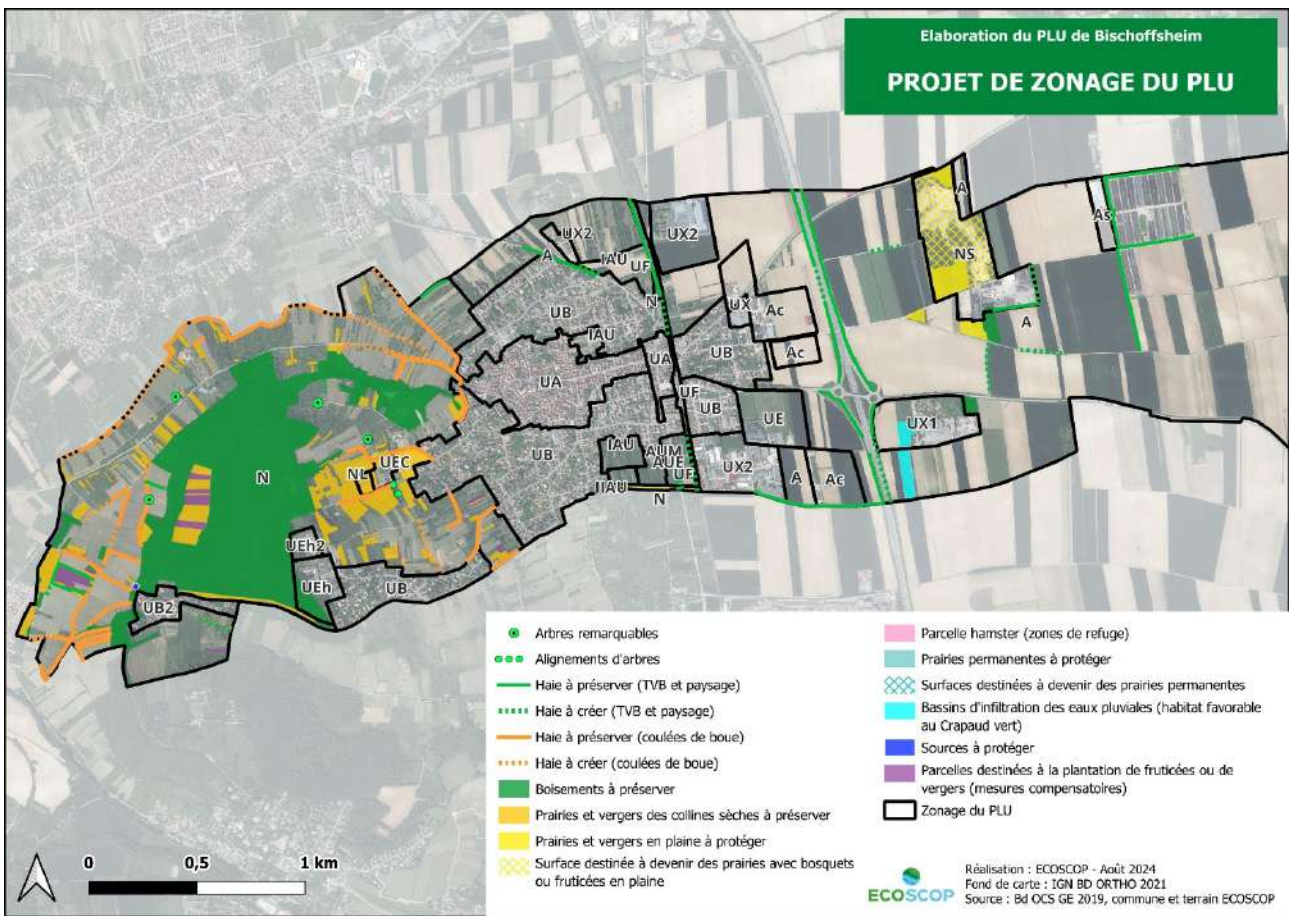 Elaboration du PLU de Bischoffsheim
PROJET DE ZONAGE DU PLU
A
As
UX2
UX2
A
IAU
UF
NS
N
UB
UX
Ac
A
IAU
UA
UB
Ac
UA
UF
UB
UE
UX1
UEC
NL
UB
IAU
AUM
AUE
UF
UX2
A
Ac
N
IIAU
N
UEh2
UEh
UB
UB2
Arbres remarquables
Alignements d'arbres
Haie à préserver (TVB et paysage)
Haie à créer (TVB et paysage)
Haie à préserver (coulées de boue)
Haie à créer (coulées de boue)
Boisements à préserver
Prairies et vergers des collines sèches à préserver
Prairies et vergers en plaine à protéger
Surface destinée à devenir des prairies avec bosquets
ou fruticées en plaine
Parcelle hamster (zones de refuge)
Prairies permanentes à protéger
Surfaces destinées à devenir des prairies permanentes
Bassins d'infiltration des eaux pluviales (habitat favorable
au Crapaud vert)
Sources à protéger
Parcelles destinées à la plantation de fruticées ou de
vergers (mesures compensatoires)
Zonage du PLU
0 0,5 1 km
ECOSCOP
Réalisation : ECOSCOP - Août 2024
Fond de carte : IGN BD ORTHO 2021
Source : Bd OCS GE 2019, commune et terrain ECOSCOP